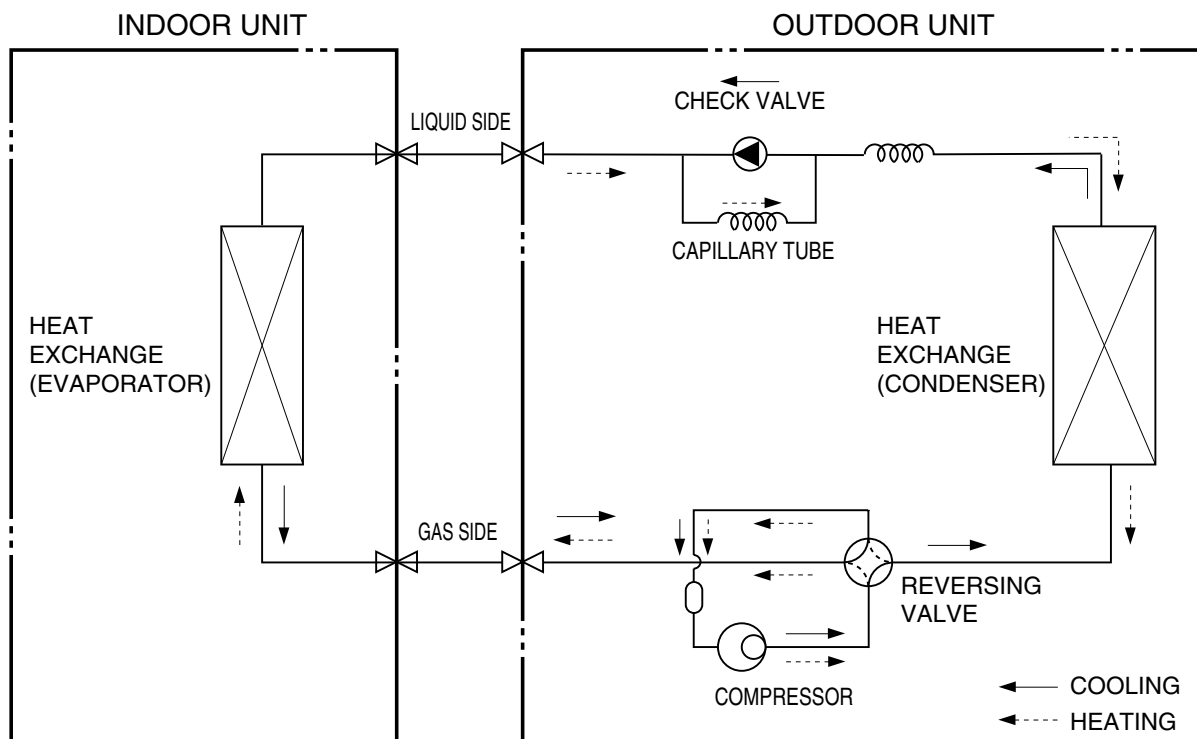 INDOOR UNIT
OUTDOOR UNIT
LIQUID SIDE
CHECK VALVE
CAPILLARY TUBE
HEAT
EXCHANGE
(EVAPORATOR)
HEAT
EXCHANGE
(CONDENSER)
GAS SIDE
REVERSING
VALVE
COMPRESSOR
COOLING
HEATING